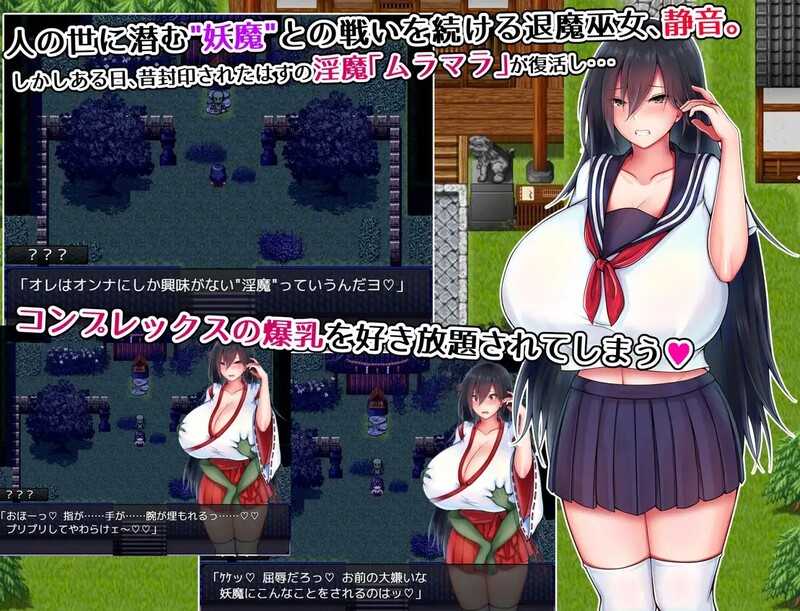 人の世に潜む"妖魔"との戦いを続ける退魔巫女、静音。
しかしある日、昔封印されたはずの淫魔「ムラマラ」が復活し…
？？？
「オレはオンナにしか興味がない"淫魔"っていうんだヨ♡」
コンプレックスの爆乳を好き放題されてしまう♥
？？？
「おほーっ♡ 指が……手が……腕が埋もれるっ……♡♡
プリプリしてやわらけェ～♡♡」
「ｹｹｯ♡ 屈辱だろっ♡ お前の大嫌いな
妖魔にこんなことをされるのはッ♡」